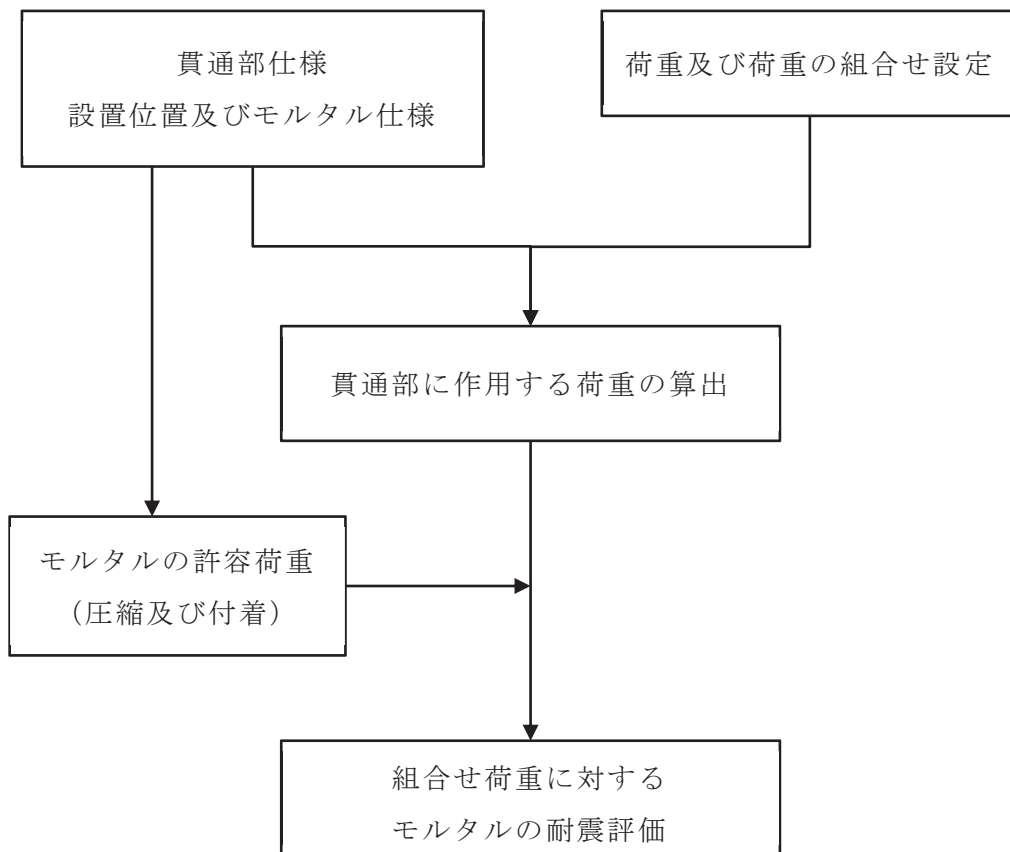 貫通部仕様
設置位置及びモルタル仕様
荷重及び荷重の組合せ設定
貫通部に作用する荷重の算出
モルタルの許容荷重
（圧縮及び付着）
組合せ荷重に対する
モルタルの耐震評価